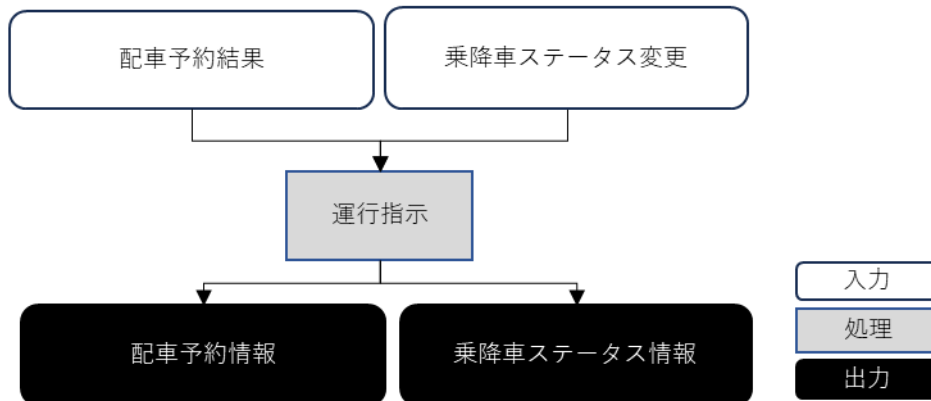 配車予約結果
乗降車ステータス変更
運行指示
配車予約情報
乗降車ステータス情報
入力
処理
出力